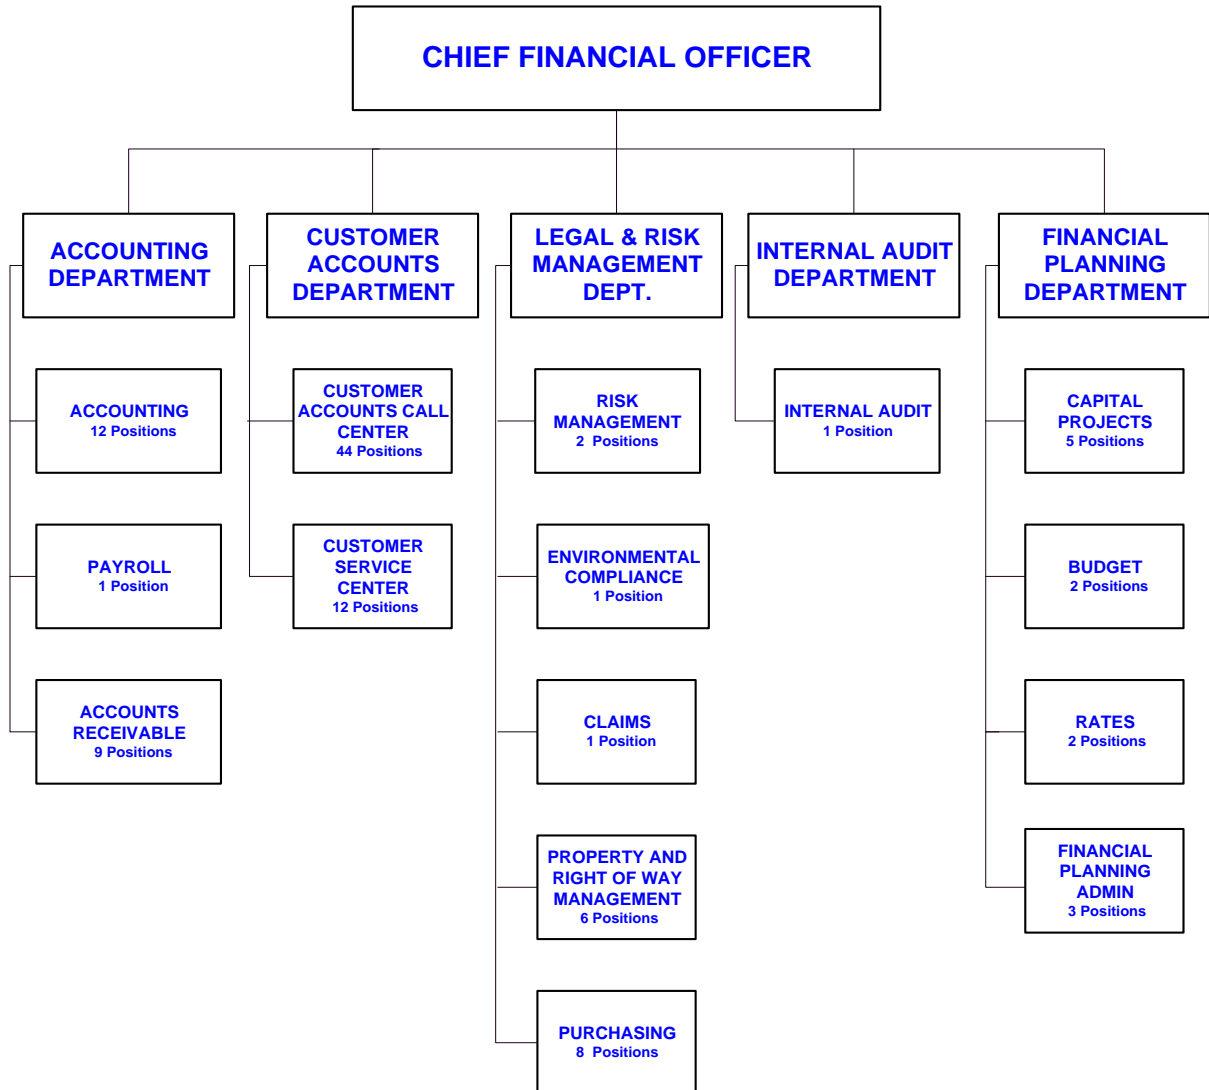 CHIEF FINANCIAL OFFICER
ACCOUNTING
DEPARTMENT
CUSTOMER
ACCOUNTS
DEPARTMENT
LEGAL & RISK
MANAGEMENT
DEPT.
INTERNAL AUDIT
DEPARTMENT
FINANCIAL
PLANNING
DEPARTMENT
ACCOUNTING
12 Positions
CUSTOMER
ACCOUNTS CALL
CENTER
44 Positions
RISK
MANAGEMENT
2 Positions
INTERNAL AUDIT
1 Position
CAPITAL
PROJECTS
5 Positions
PAYROLL
1 Position
CUSTOMER
SERVICE
CENTER
12 Positions
ENVIRONMENTAL
COMPLIANCE
1 Position
BUDGET
2 Positions
ACCOUNTS
RECEIVABLE
9 Positions
CLAIMS
1 Position
RATES
2 Positions
PROPERTY AND
RIGHT OF WAY
MANAGEMENT
6 Positions
FINANCIAL
PLANNING
ADMIN
3 Positions
PURCHASING
8 Positions